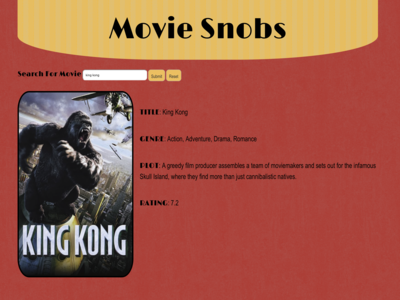 Movie Snobs
Search For Movie king kong Submit Reset
TITLE: King Kong
GENRE: Action, Adventure, Drama, Romance
PLOT: A greedy film producer assembles a team of moviemakers and sets out for the infamous
Skull Island, where they find more than just cannibalistic natives.
RATING: 7.2
KING KONG